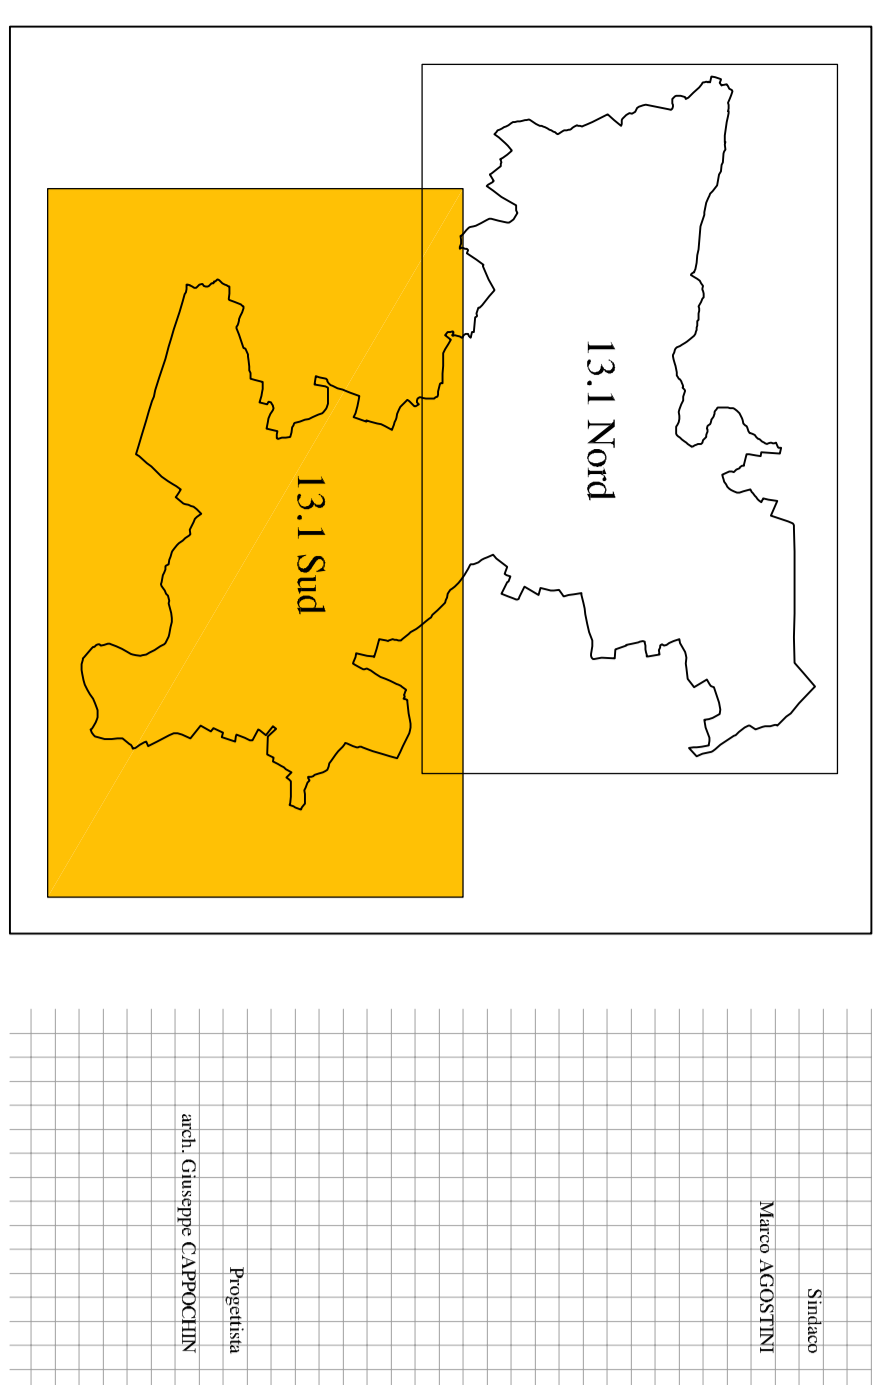 13.1 Nord
13.1 Sud
Sindaco
Marco AGOSTINI
Progettista
arch. Giuseppe CAPPOCHIN